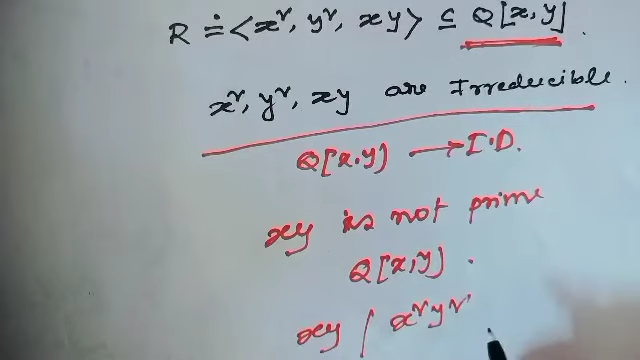 R ≐ <x², y², xy> ⊆ Q[x,y].
x², y², xy are Irreducible.
Q[x.y] → I.D.
xy is not prime
Q[x,y].
xy / x²y²